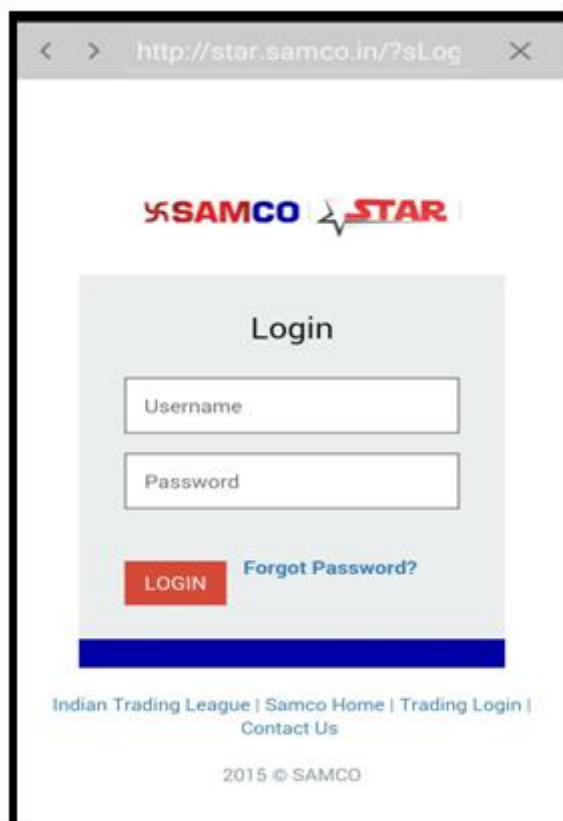 http://star.samco.in/?sLog
SAMCO STAR
Login
Username
Password
LOGIN
Forgot Password?
Indian Trading League | Samco Home | Trading Login |
Contact Us
2015 © SAMCO